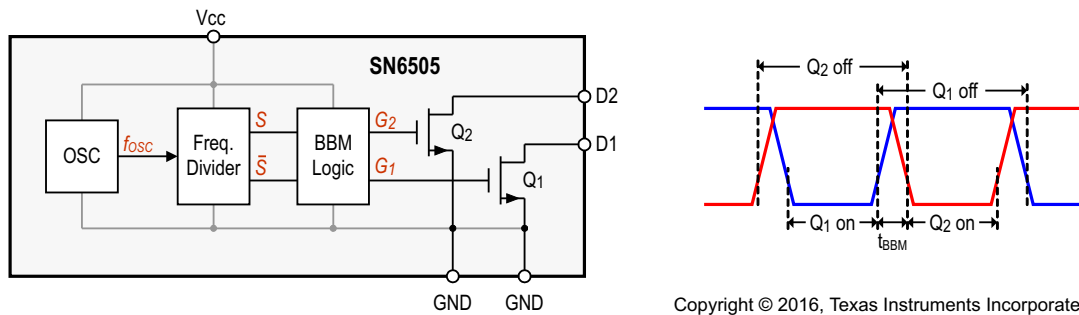 Vcc
SN6505
D2
D1
OSC
fOSC
Freq.
Divider
S
S̄
BBM
Logic
G2
G1
Q2
Q1
GND
GND
Q2 off
Q1 off
Q1 on
tBBM
Q2 on
Copyright © 2016, Texas Instruments Incorporate